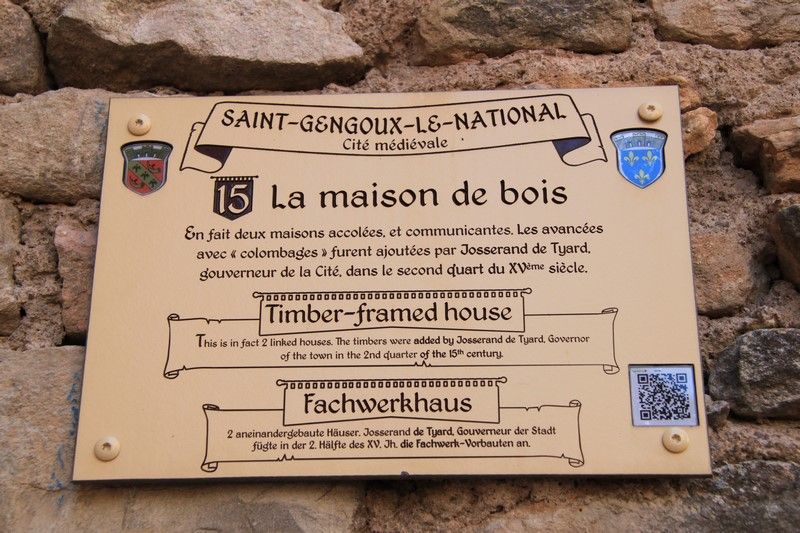 SAINT-GENGOUX-LE-NATIONAL
Cité médiévale
15 La maison de bois
En fait deux maisons accolées, et communicantes. Les avancées
avec « colombages » furent ajoutées par Josserand de Tyard,
gouverneur de la Cité, dans le second quart du XVème siècle.
Timber-framed house
This is in fact 2 linked houses. The timbers were added by Josserand de Tyard, Governor
of the town in the 2nd quarter of the 15th century.
Fachwerkhaus
2 aneinandergebaute Häuser. Josserand de Tyard, Gouverneur der Stadt
fügte in der 2. Hälfte des XV. Jh. die Fachwerk-Vorbauten an.